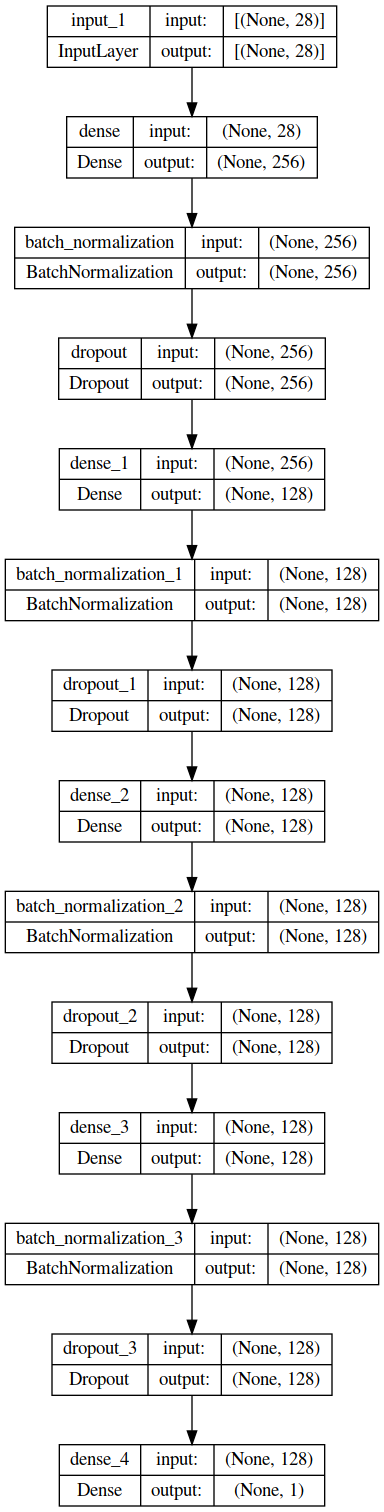 input_1 input: [(None, 28)]
InputLayer output: [(None, 28)]
dense input: (None, 28)
Dense output: (None, 256)
batch_normalization input: (None, 256)
BatchNormalization output: (None, 256)
dropout input: (None, 256)
Dropout output: (None, 256)
dense_1 input: (None, 256)
Dense output: (None, 128)
batch_normalization_1 input: (None, 128)
BatchNormalization output: (None, 128)
dropout_1 input: (None, 128)
Dropout output: (None, 128)
dense_2 input: (None, 128)
Dense output: (None, 128)
batch_normalization_2 input: (None, 128)
BatchNormalization output: (None, 128)
dropout_2 input: (None, 128)
Dropout output: (None, 128)
dense_3 input: (None, 128)
Dense output: (None, 128)
batch_normalization_3 input: (None, 128)
BatchNormalization output: (None, 128)
dropout_3 input: (None, 128)
Dropout output: (None, 128)
dense_4 input: (None, 128)
Dense output: (None, 1)